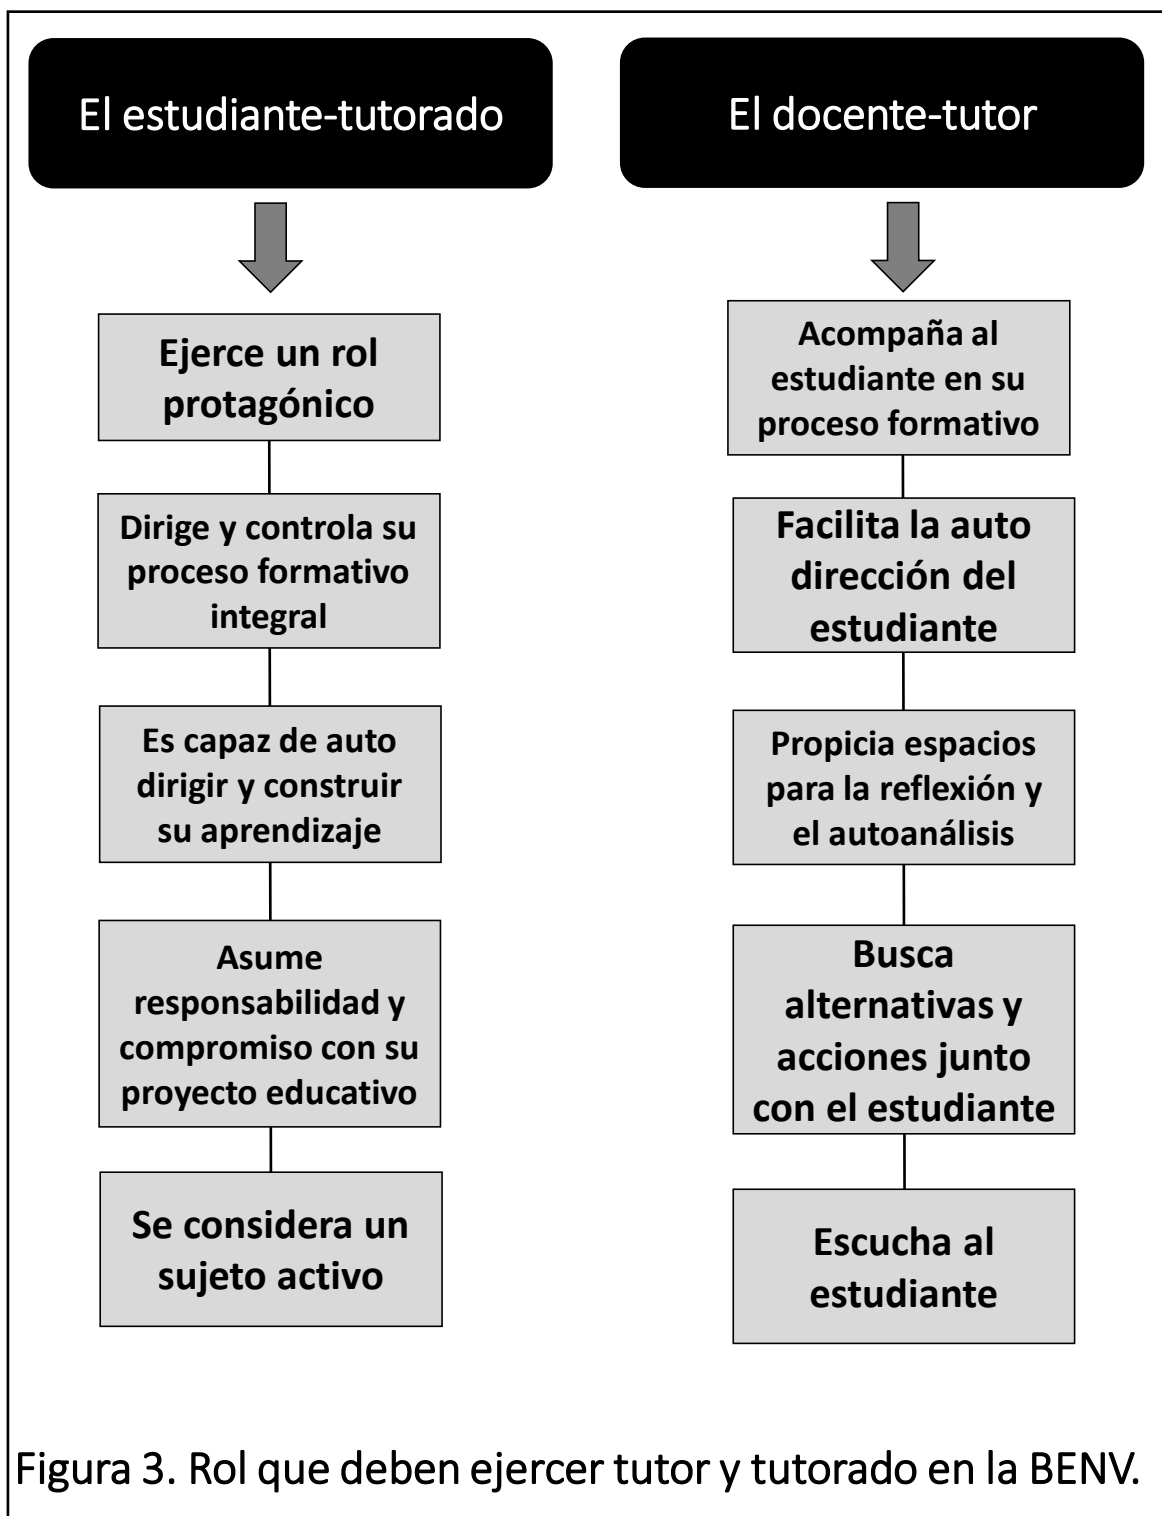 El estudiante-tutorado
Ejerce un rol
protagónico
Dirige y controla su
proceso formativo
integral
Es capaz de auto
dirigir y construir
su aprendizaje
Asume
responsabilidad y
compromiso con su
proyecto educativo
Se considera un
sujeto activo
El docente-tutor
Acompaña al
estudiante en su
proceso formativo
Facilita la auto
dirección del
estudiante
Propicia espacios
para la reflexión y
el autoanálisis
Busca
alternativas y
acciones junto
con el estudiante
Escucha al
estudiante
Figura 3. Rol que deben ejercer tutor y tutorado en la BENV.